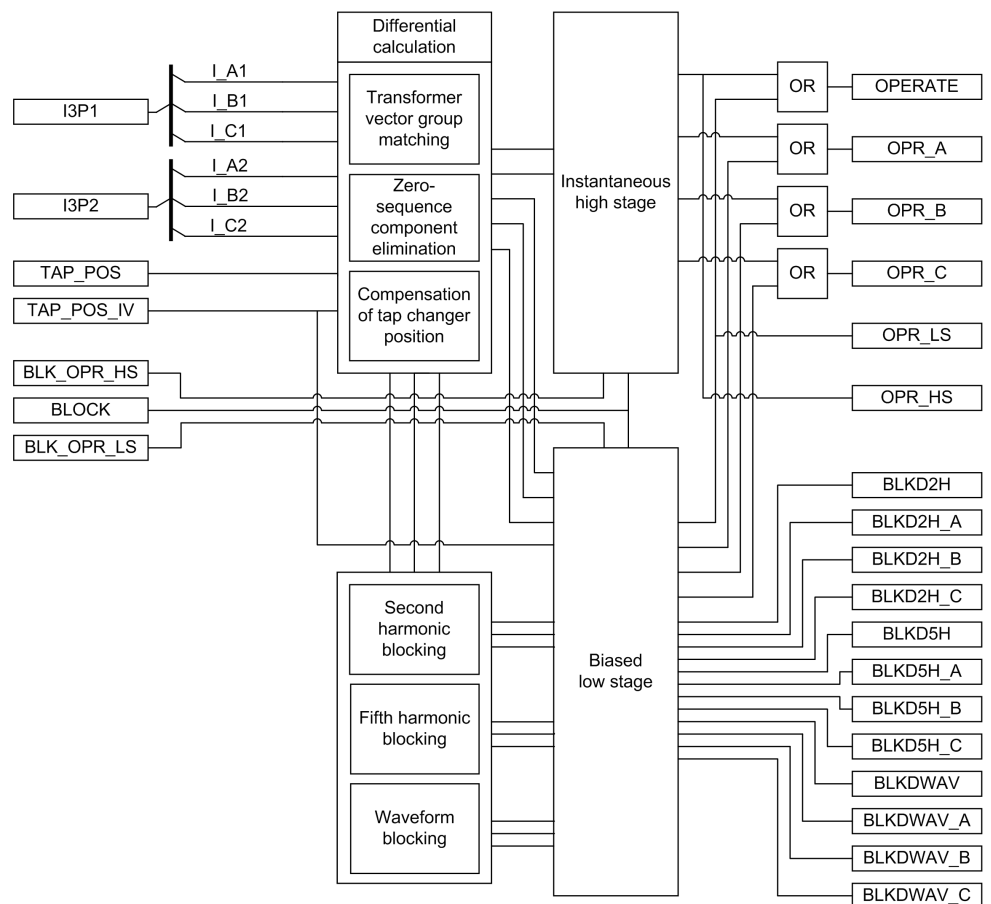 Differential
calculation
Transformer
vector group
matching
Zero-
sequence
component
elimination
Compensation
of tap changer
position
I3P1
I_A1
I_B1
I_C1
I3P2
I_A2
I_B2
I_C2
TAP_POS
TAP_POS_IV
BLK_OPR_HS
BLOCK
BLK_OPR_LS
Instantaneous
high stage
OR
OPERATE
OR
OPR_A
OR
OPR_B
OR
OPR_C
OPR_LS
OPR_HS
Second
harmonic
blocking
Fifth harmonic
blocking
Waveform
blocking
Biased
low stage
BLKD2H
BLKD2H_A
BLKD2H_B
BLKD2H_C
BLKD5H
BLKD5H_A
BLKD5H_B
BLKD5H_C
BLKDWAV
BLKDWAV_A
BLKDWAV_B
BLKDWAV_C